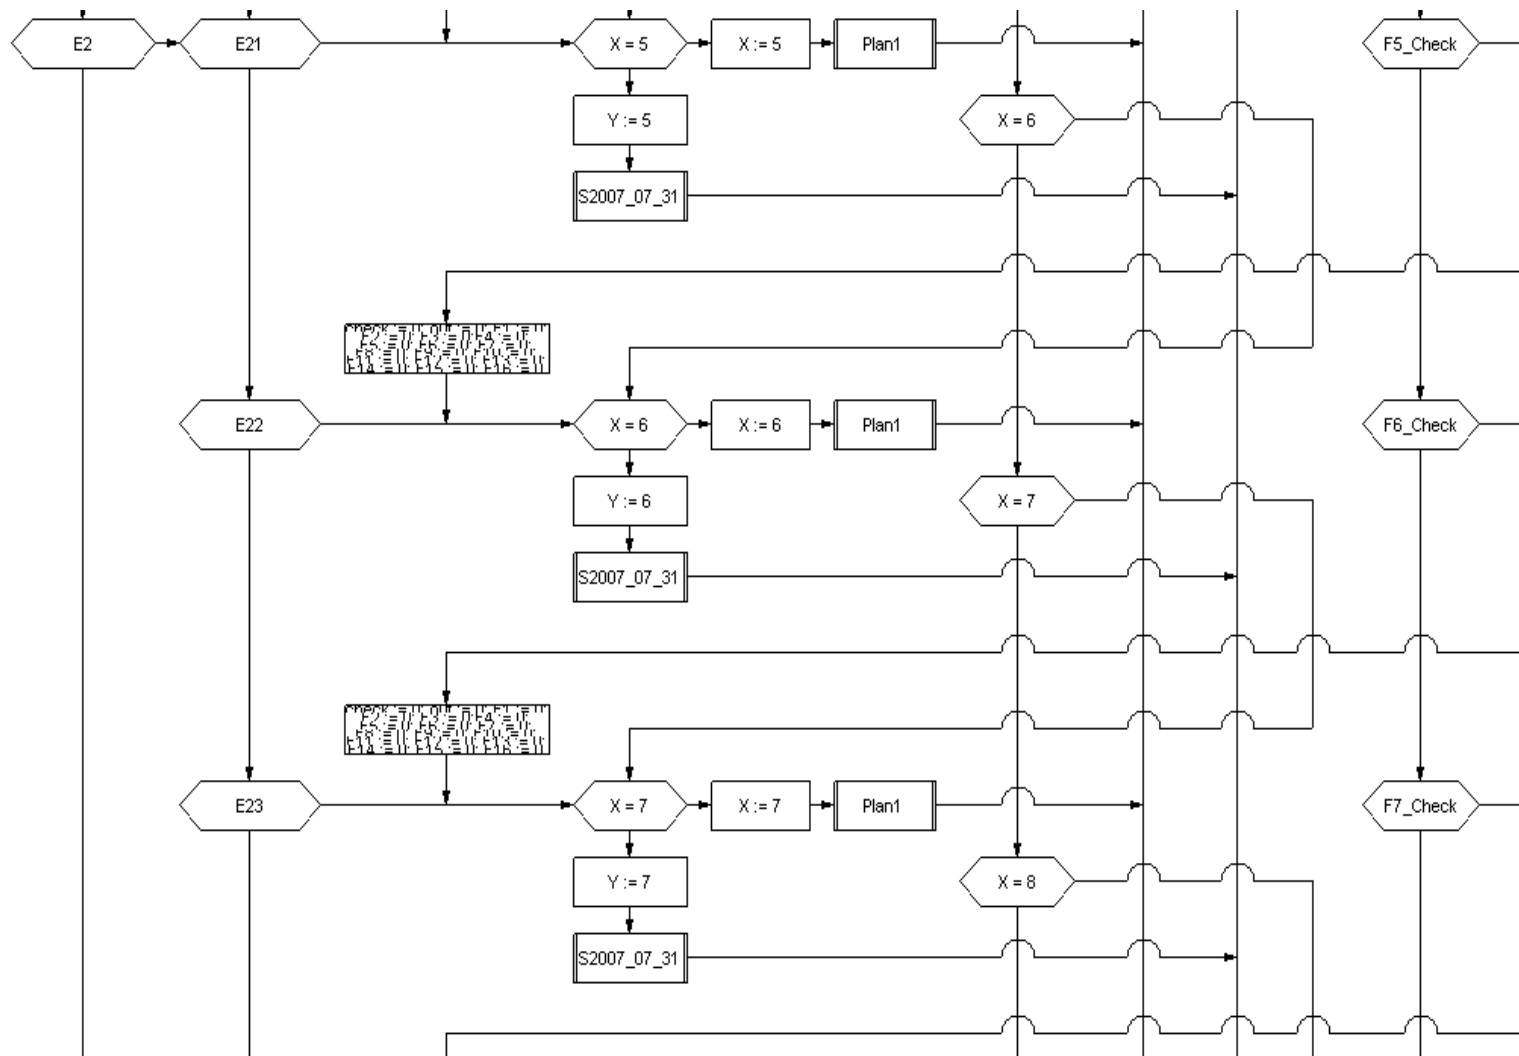 E2
E21
X = 5
X := 5
Plan1
F5_Check
Y := 5
X = 6
S2007_07_31
E22
X = 6
X := 6
Plan1
F6_Check
Y := 6
X = 7
S2007_07_31
E23
X = 7
X := 7
Plan1
F7_Check
Y := 7
X = 8
S2007_07_31